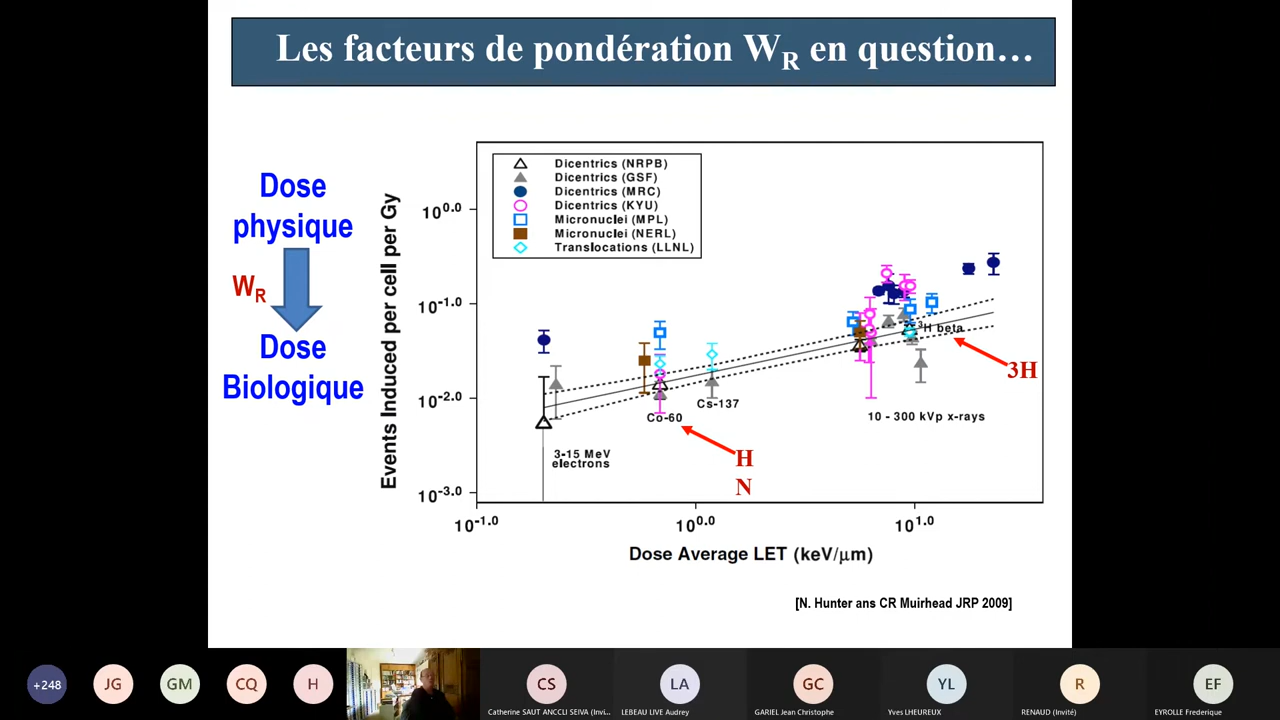 Les facteurs de pondération WR en question…
Dose
physique
WR
Dose
Biologique
Events Induced per cell per Gy
10^0.0
10^-1.0
10^-2.0
10^-3.0
Dicentrics (NRPB)
Dicentrics (GSF)
Dicentrics (MRC)
Dicentrics (KYU)
Micronuclei (MPL)
Micronuclei (NERL)
Translocations (LLNL)
3H beta
3H
Cs-137
Co-60
10 - 300 kVp x-rays
3-15 MeV
electrons
H
N
10^-1.0
10^0.0
10^1.0
Dose Average LET (keV/μm)
[N. Hunter ans CR Muirhead JRP 2009]
+248
JG
GM
CQ
H
CS
LA
GC
YL
R
EF
Catherine SAUT ANCCLI SEIVA (Invi...
LEBEAU LIVE Audrey
GARIEL Jean Christophe
Yves LHEUREUX
RENAUD (Invité)
EYROLLE Frederique